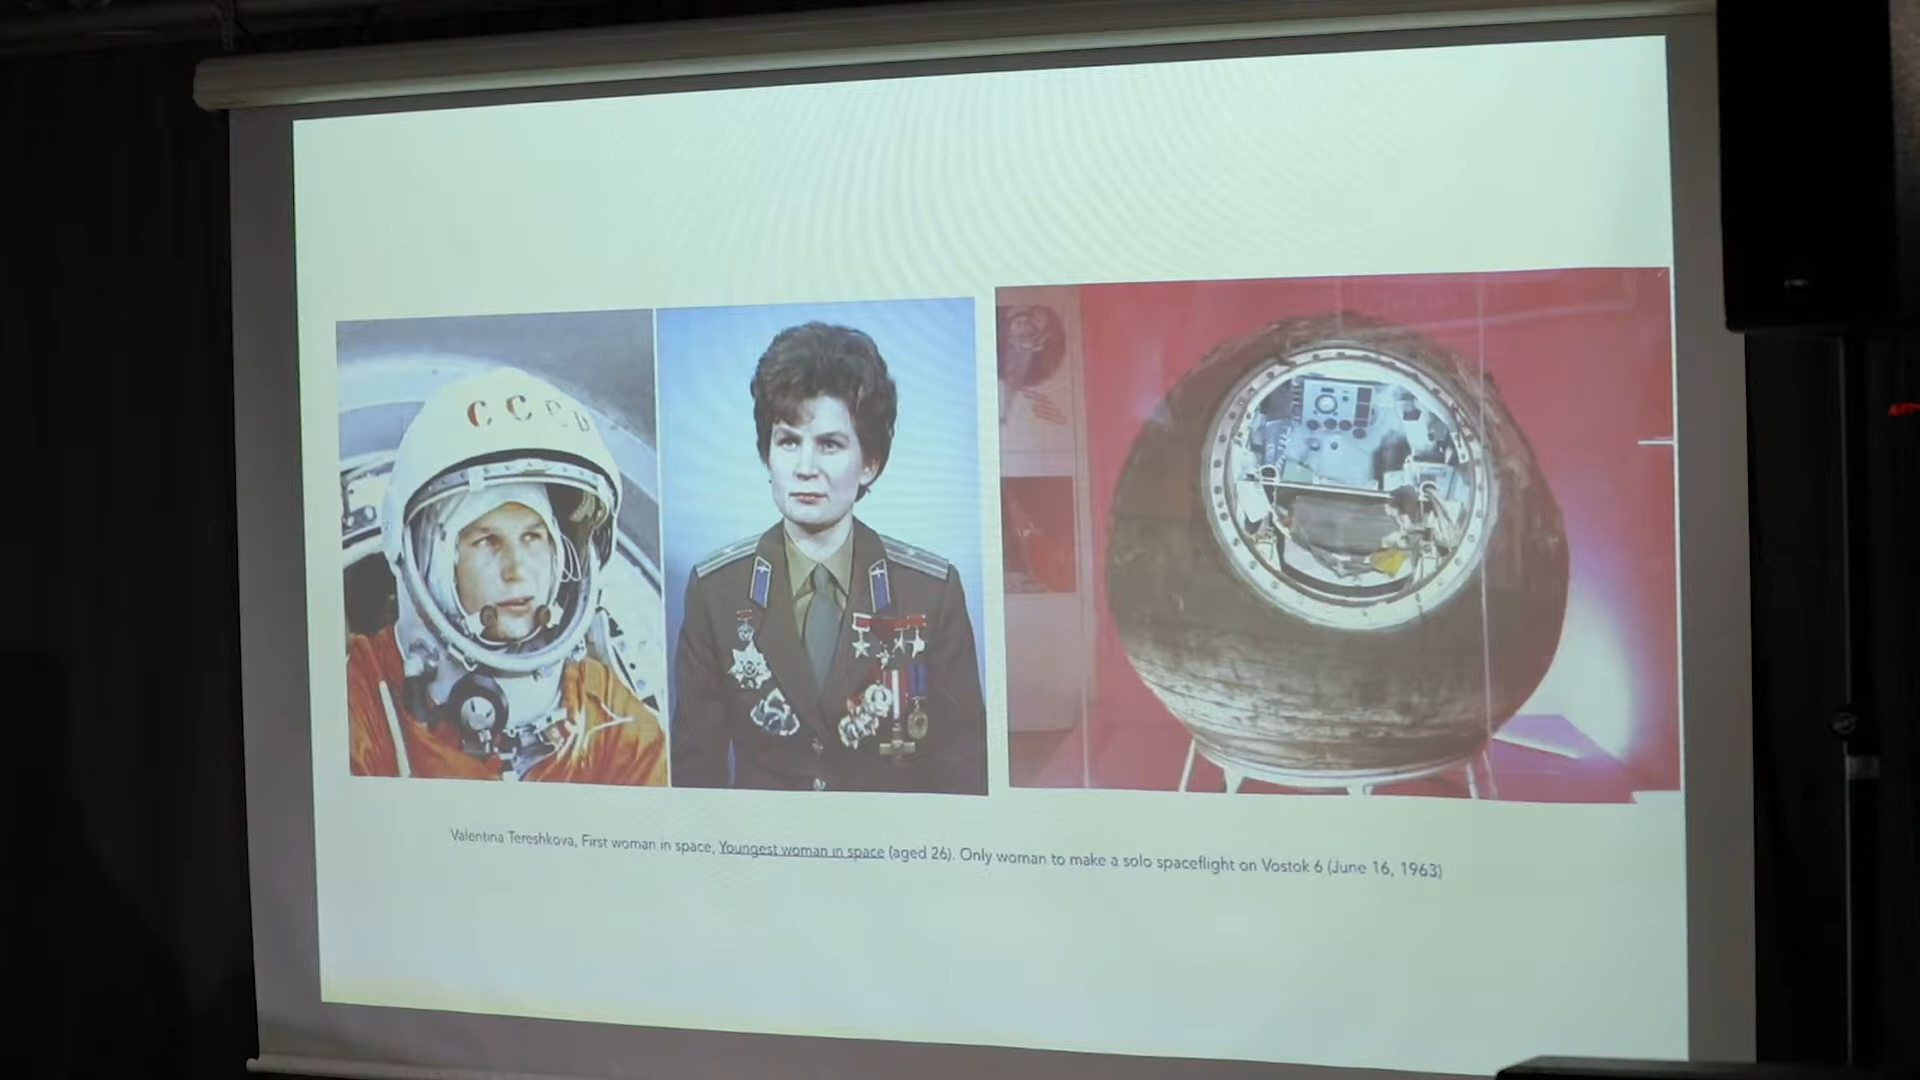 СССР
Valentina Tereshkova, First woman in space, Youngest woman in space (aged 26). Only woman to make a solo spaceflight on Vostok 6 (June 16, 1963)